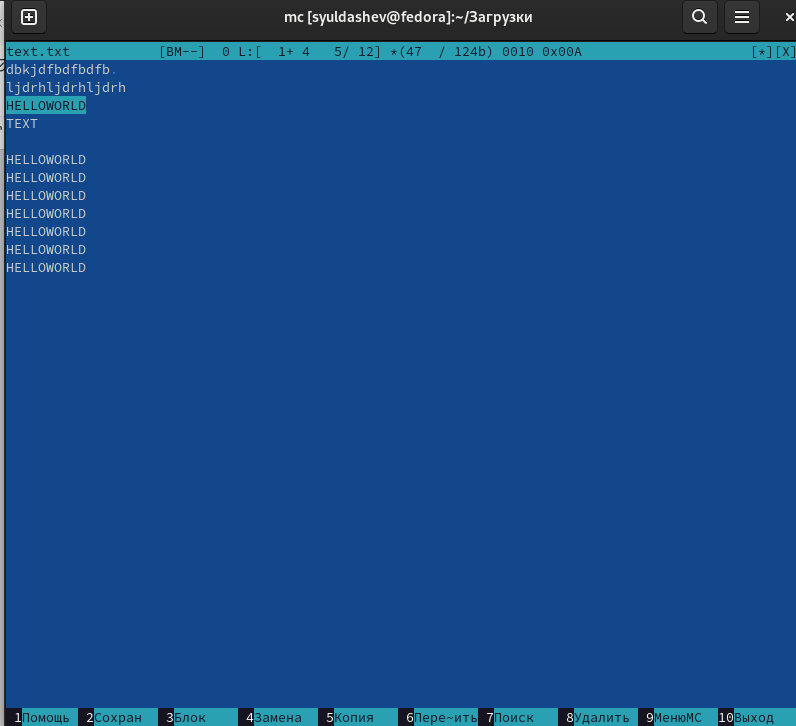 mc [syuldashev@fedora]:~/Загрузки
text.txt [BM--] 0 L:[ 1+ 4 5/ 12] *(47 / 124b) 0010 0x00A [*][X]
dbkjdfbdfbdfb.
ljdrhljdrhljdrh
HELLOWORLD
TEXT
HELLOWORLD
HELLOWORLD
HELLOWORLD
HELLOWORLD
HELLOWORLD
HELLOWORLD
HELLOWORLD
1Помощь 2Сохран 3Блок 4Замена 5Копия 6Пере~ить 7Поиск 8Удалить 9МенюMC 10Выход